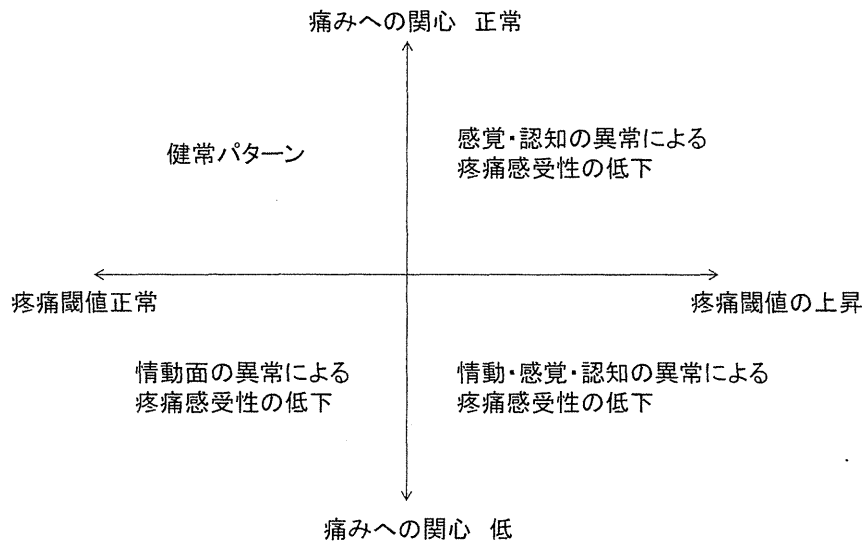 痛みへの関心 正常
健常パターン
感覚・認知の異常による
疼痛感受性の低下
疼痛閾値正常
疼痛閾値の上昇
情動面の異常による
疼痛感受性の低下
情動・感覚・認知の異常による
疼痛感受性の低下
痛みへの関心 低